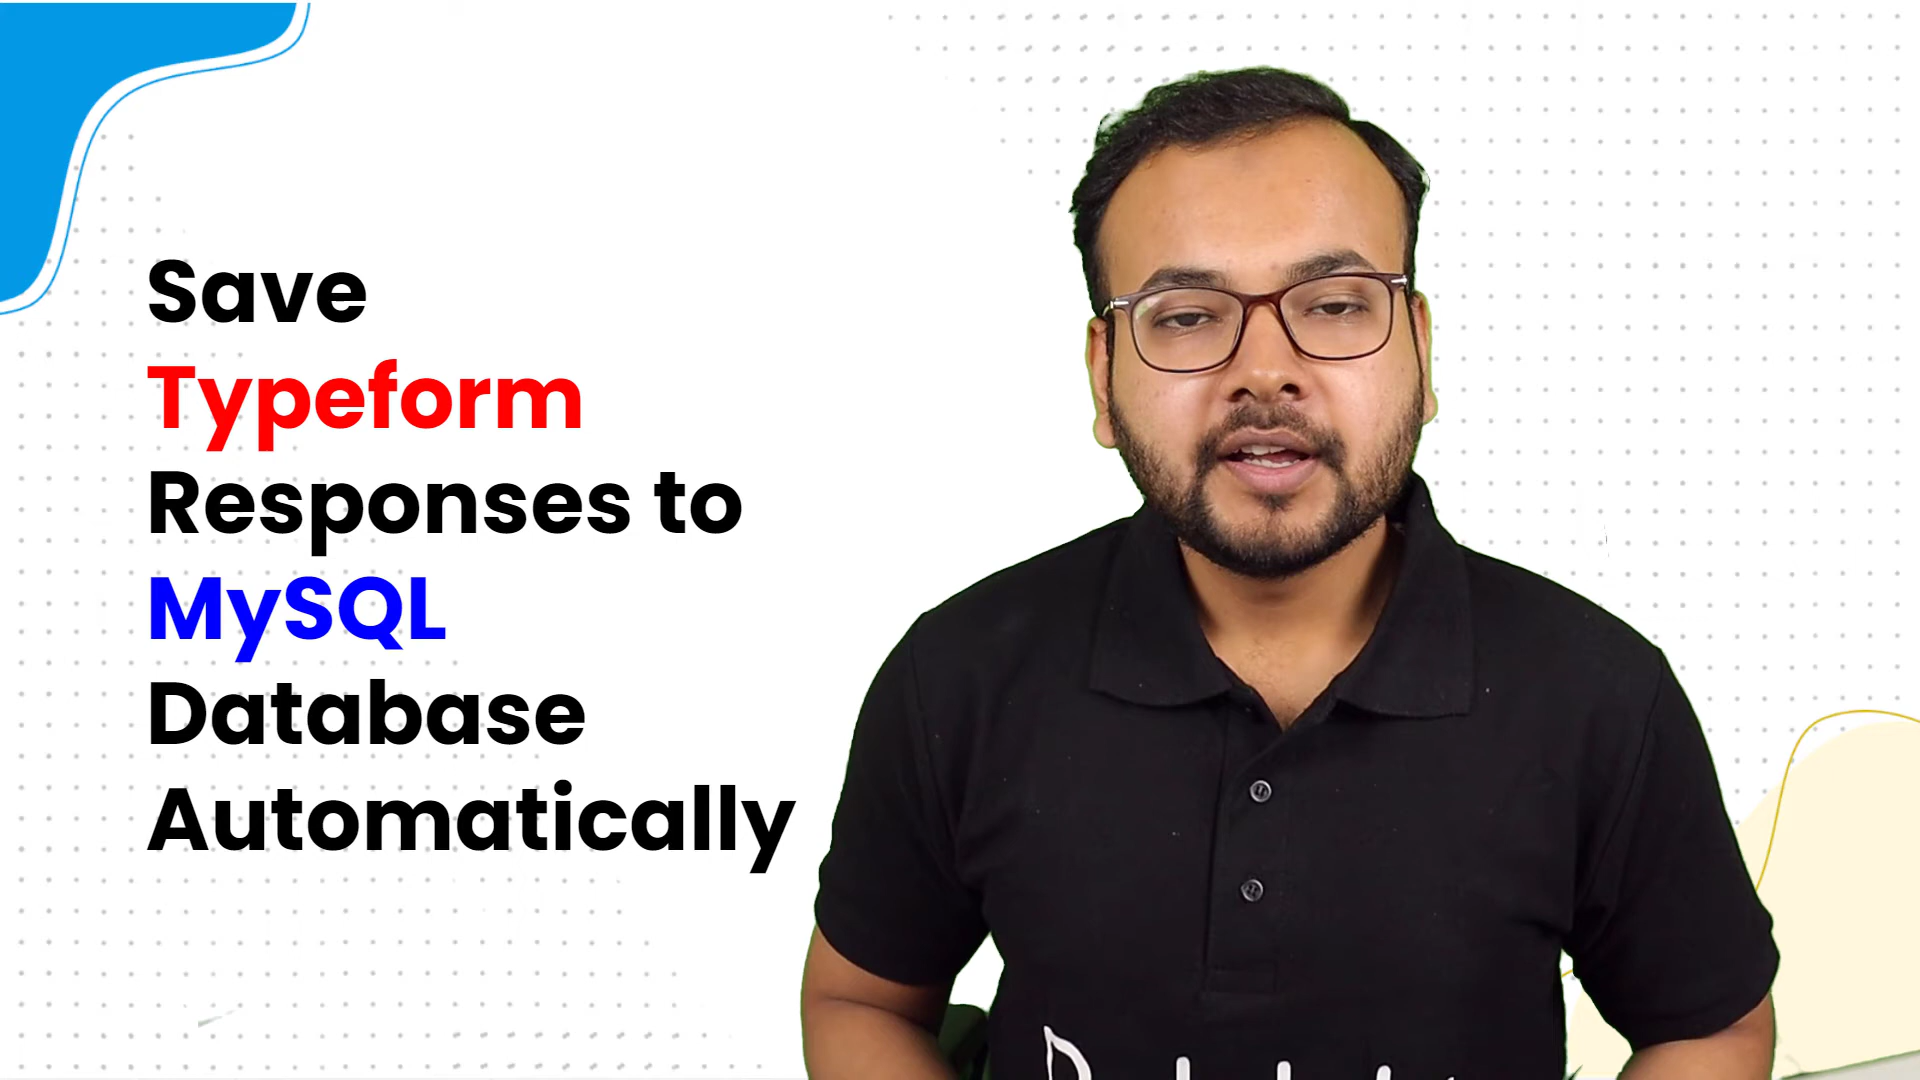 Save
Typeform
Responses to
MySQL
Database
Automatically